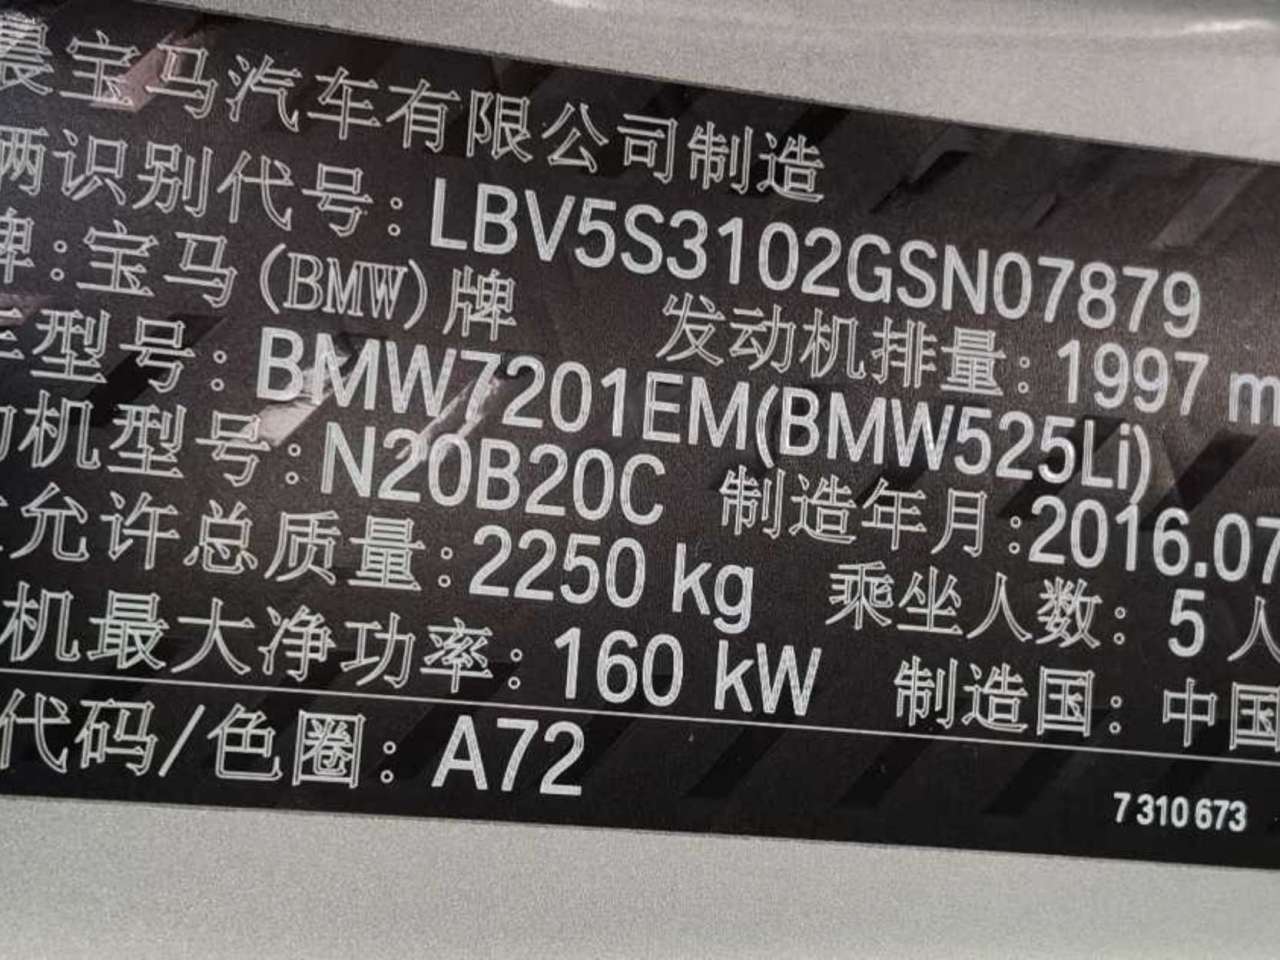 晨宝马汽车有限公司制造
辆识别代号：LBV5S3102GSN07879
牌：宝马(BMW)牌 发动机排量：1997 m
车型号：BMW7201EM(BMW525Li)
动机型号：N20B20C 制造年月：2016.07
允许总质量：2250 kg 乘坐人数：5 人
机最大净功率：160 kW 制造国：中国
代码/色圈：A72
7 310 673